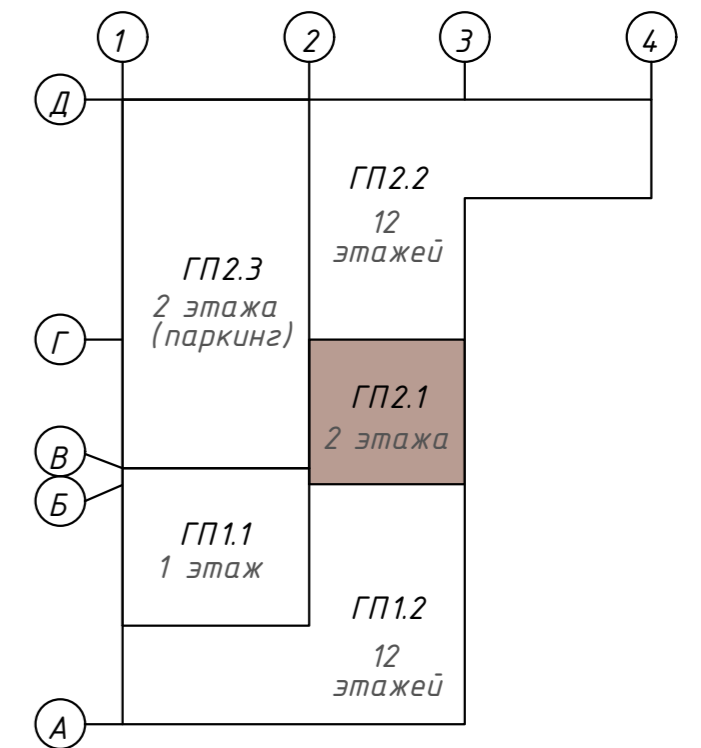 1
2
3
4
Д
ГП2.2
12
этажей
ГП2.3
2 этажа
(паркинг)
Г
ГП2.1
2 этажа
В
Б
ГП1.1
1 этаж
ГП1.2
12
этажей
А